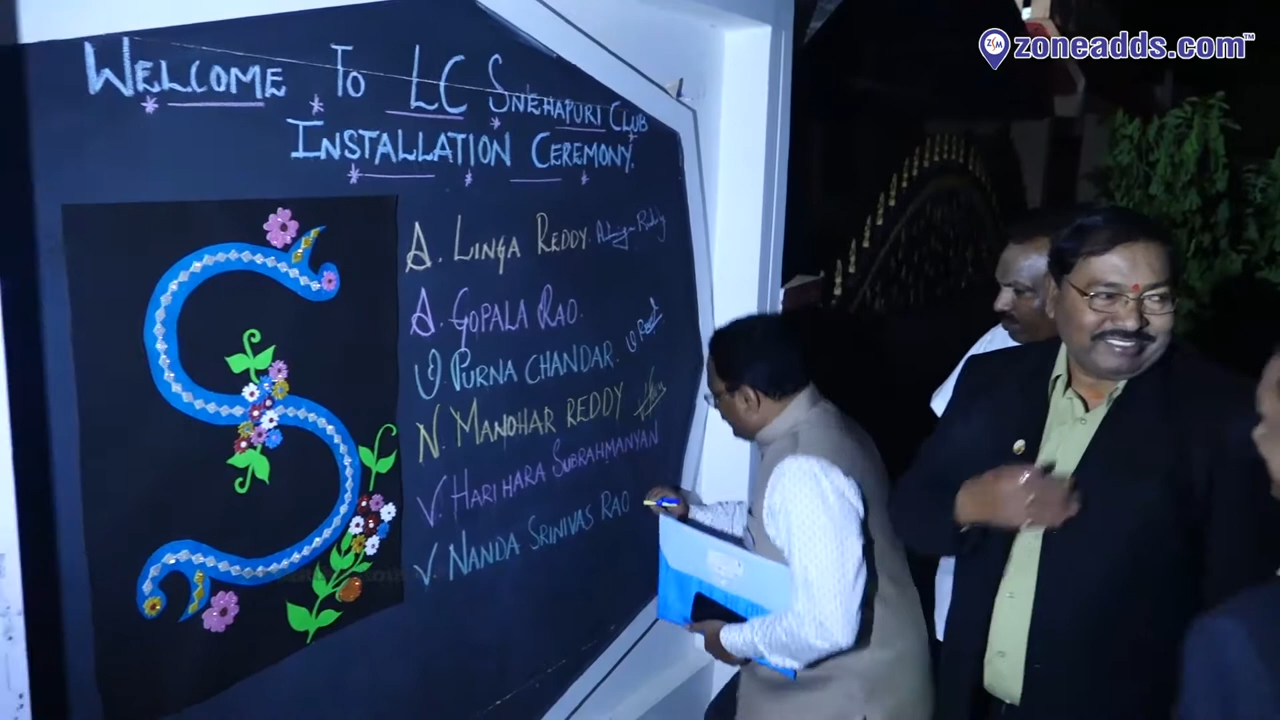 zoneadds.com™
WELCOME TO LC SNEHAPURI CLUB
INSTALLATION CEREMONY.
A. LINGA REDDY.
A. GOPALA RAO.
PURNA CHANDAR.
N. MANOHAR REDDY
V. HARI HARA SUBRAHMANYAN
V. NANDA SRINIVAS RAO